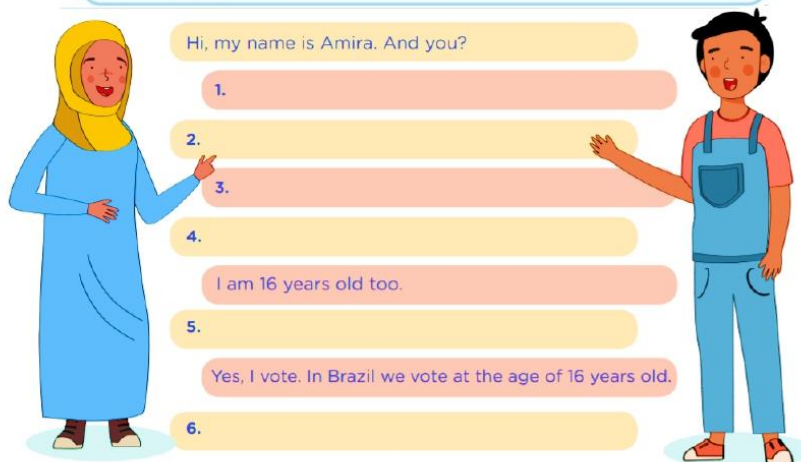 Hi, my name is Amira. And you?
1.
2.
3.
4.
I am 16 years old too.
5.
Yes, I vote. In Brazil we vote at the age of 16 years old.
6.